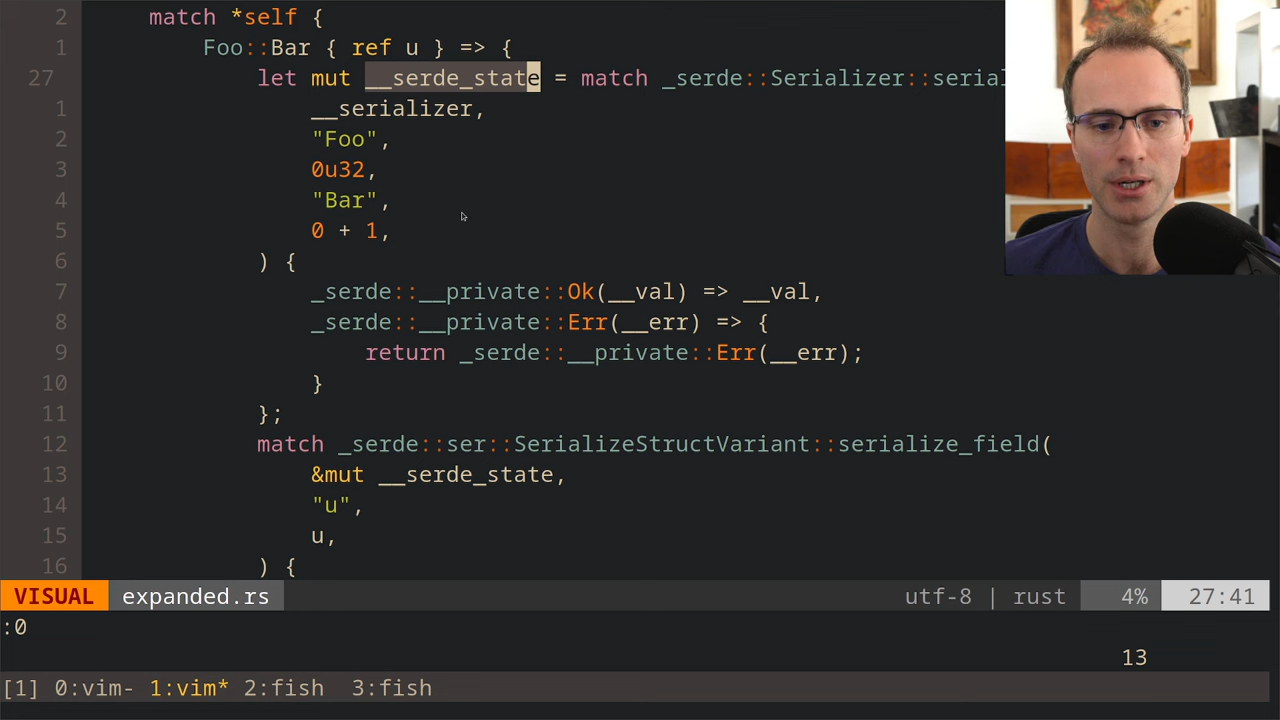 2 match *self {
1 Foo::Bar { ref u } => {
27 let mut __serde_state = match _serde::Serializer::serial
1 __serializer,
2 "Foo",
3 0u32,
4 "Bar",
5 0 + 1,
6 ) {
7 _serde::__private::Ok(__val) => __val,
8 _serde::__private::Err(__err) => {
9 return _serde::__private::Err(__err);
10 }
11 };
12 match _serde::ser::SerializeStructVariant::serialize_field(
13 &mut __serde_state,
14 "u",
15 u,
16 ) {
VISUAL expanded.rs utf-8 | rust 4% 27:41
:0
13
[1] 0:vim- 1:vim* 2:fish 3:fish